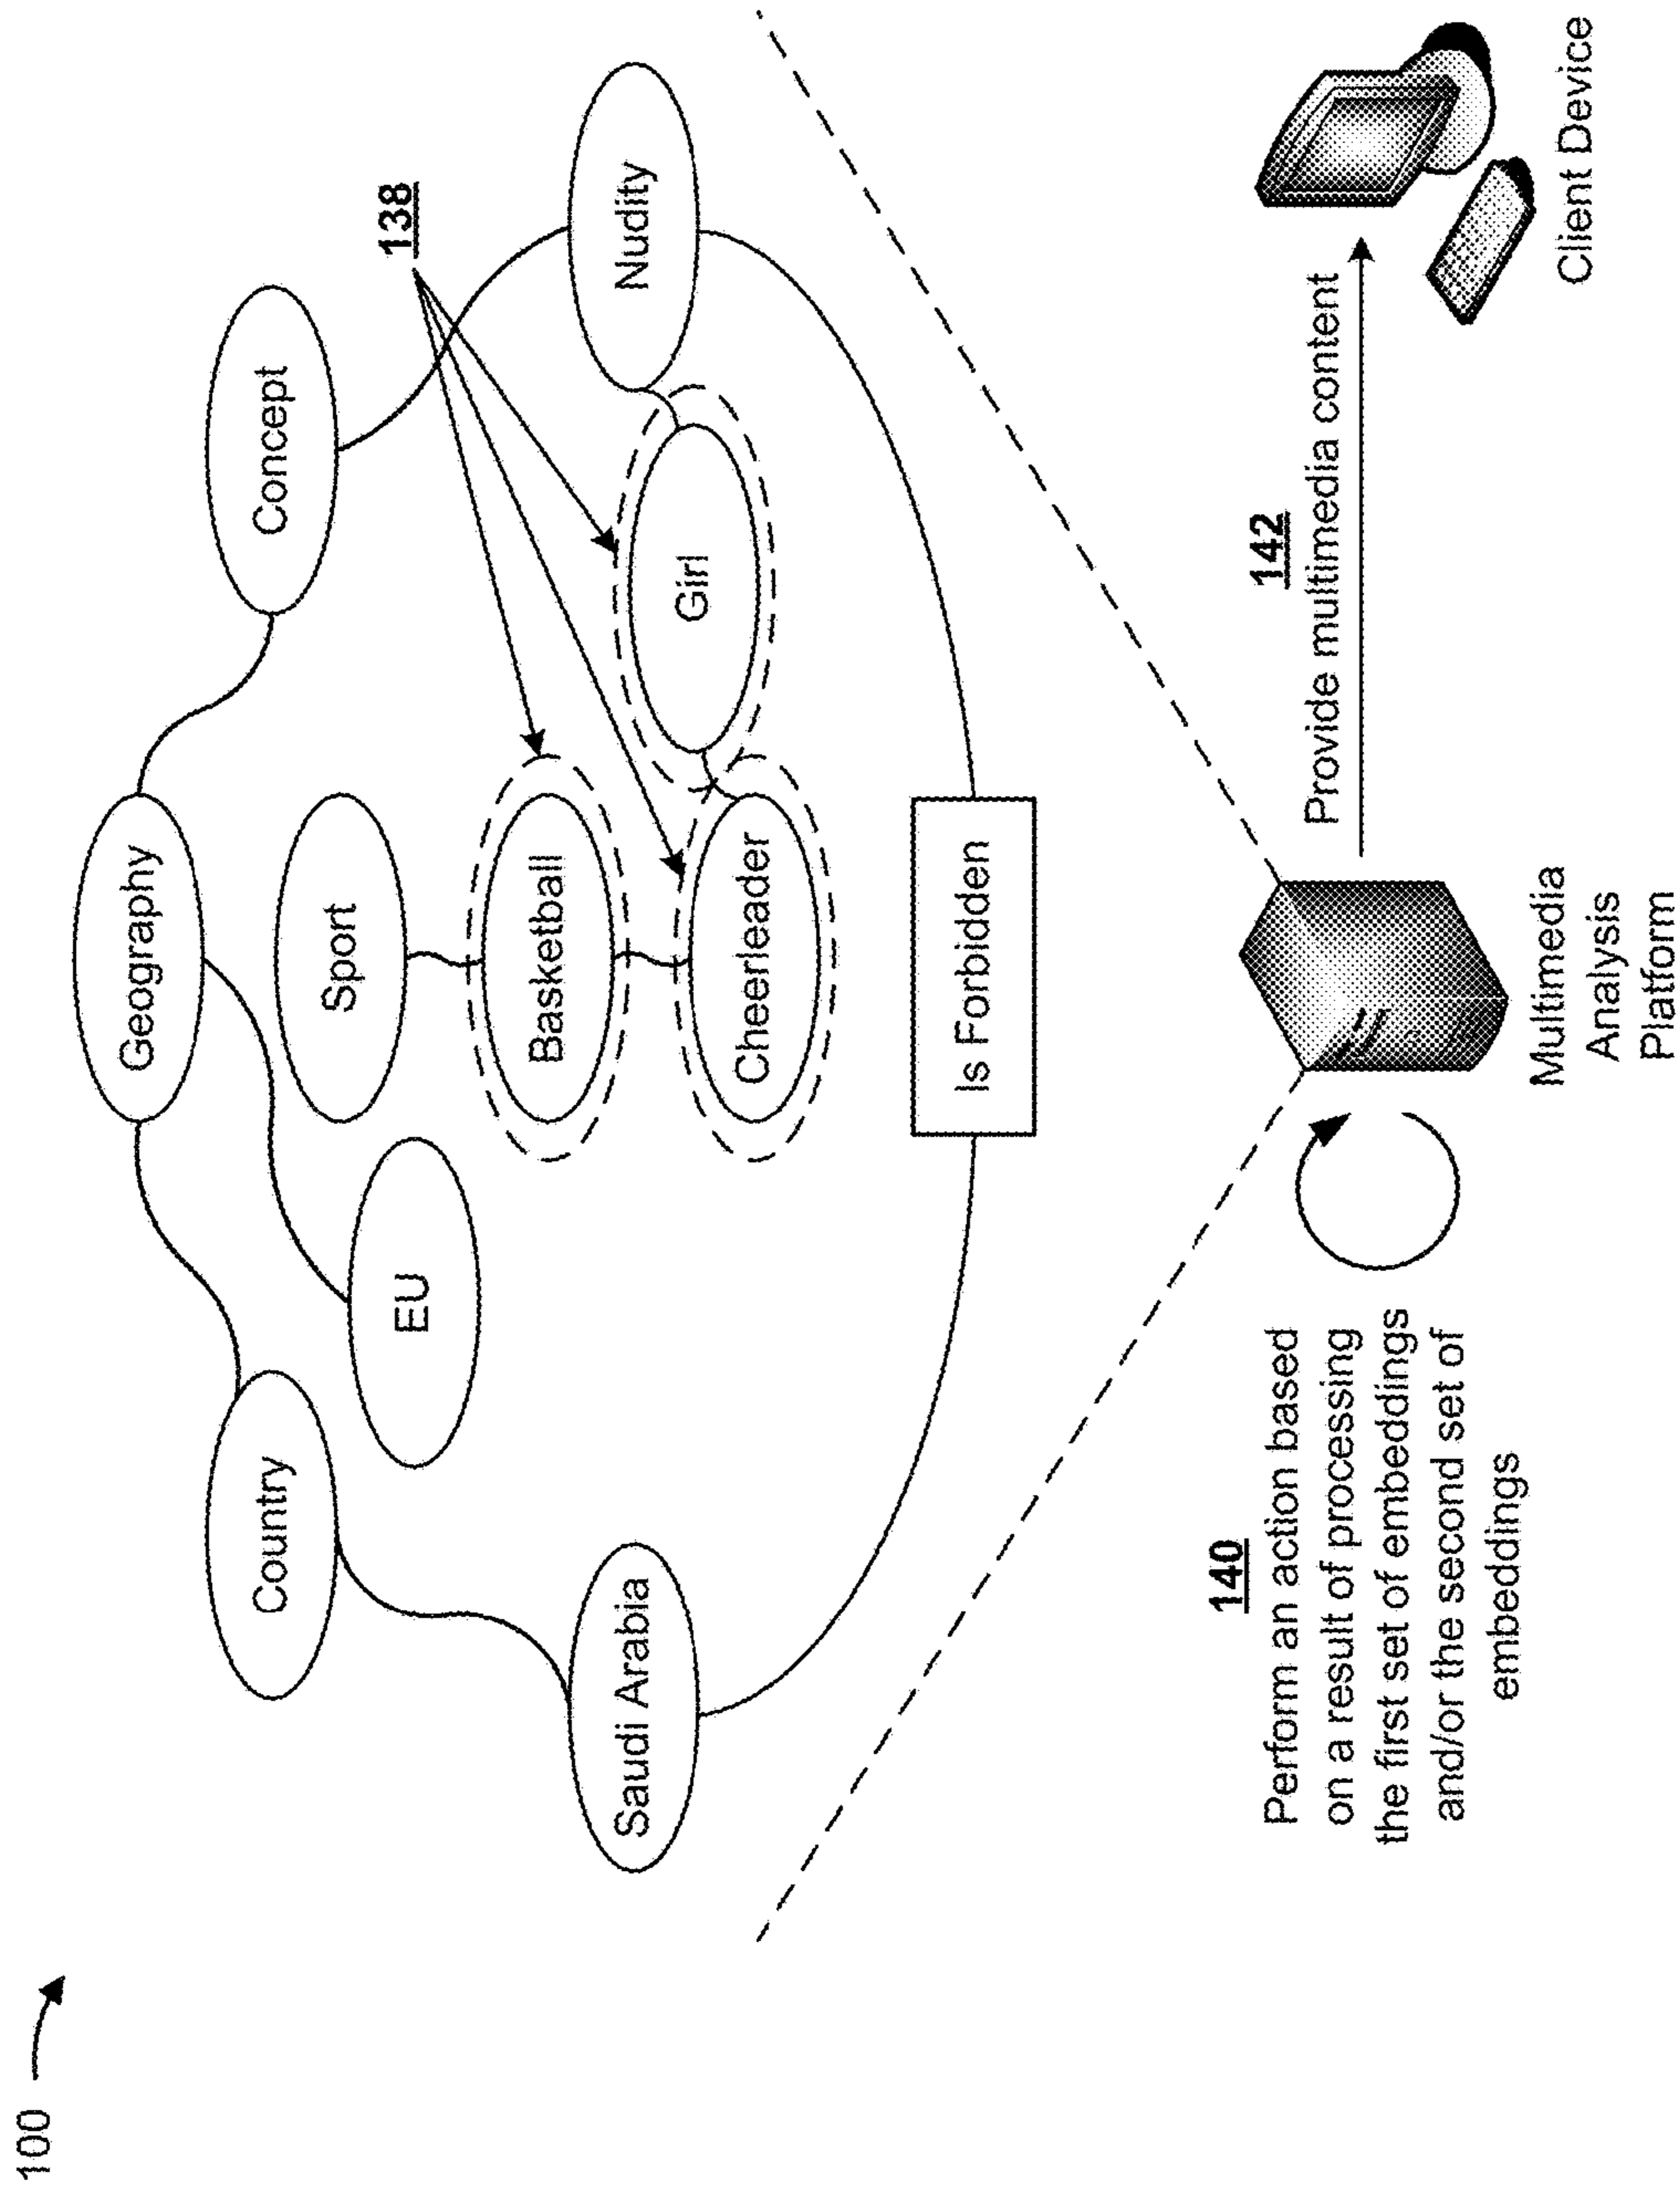 100
Geography
Country
Concept
Sport
EU
138
Basketball
Saudi Arabia
Nudity
Girl
Cheerleader
Is Forbidden
140
Perform an action based
on a result of processing
the first set of embeddings
and/or the second set of
embeddings
142
Provide multimedia content
Multimedia
Analysis
Platform
Client Device